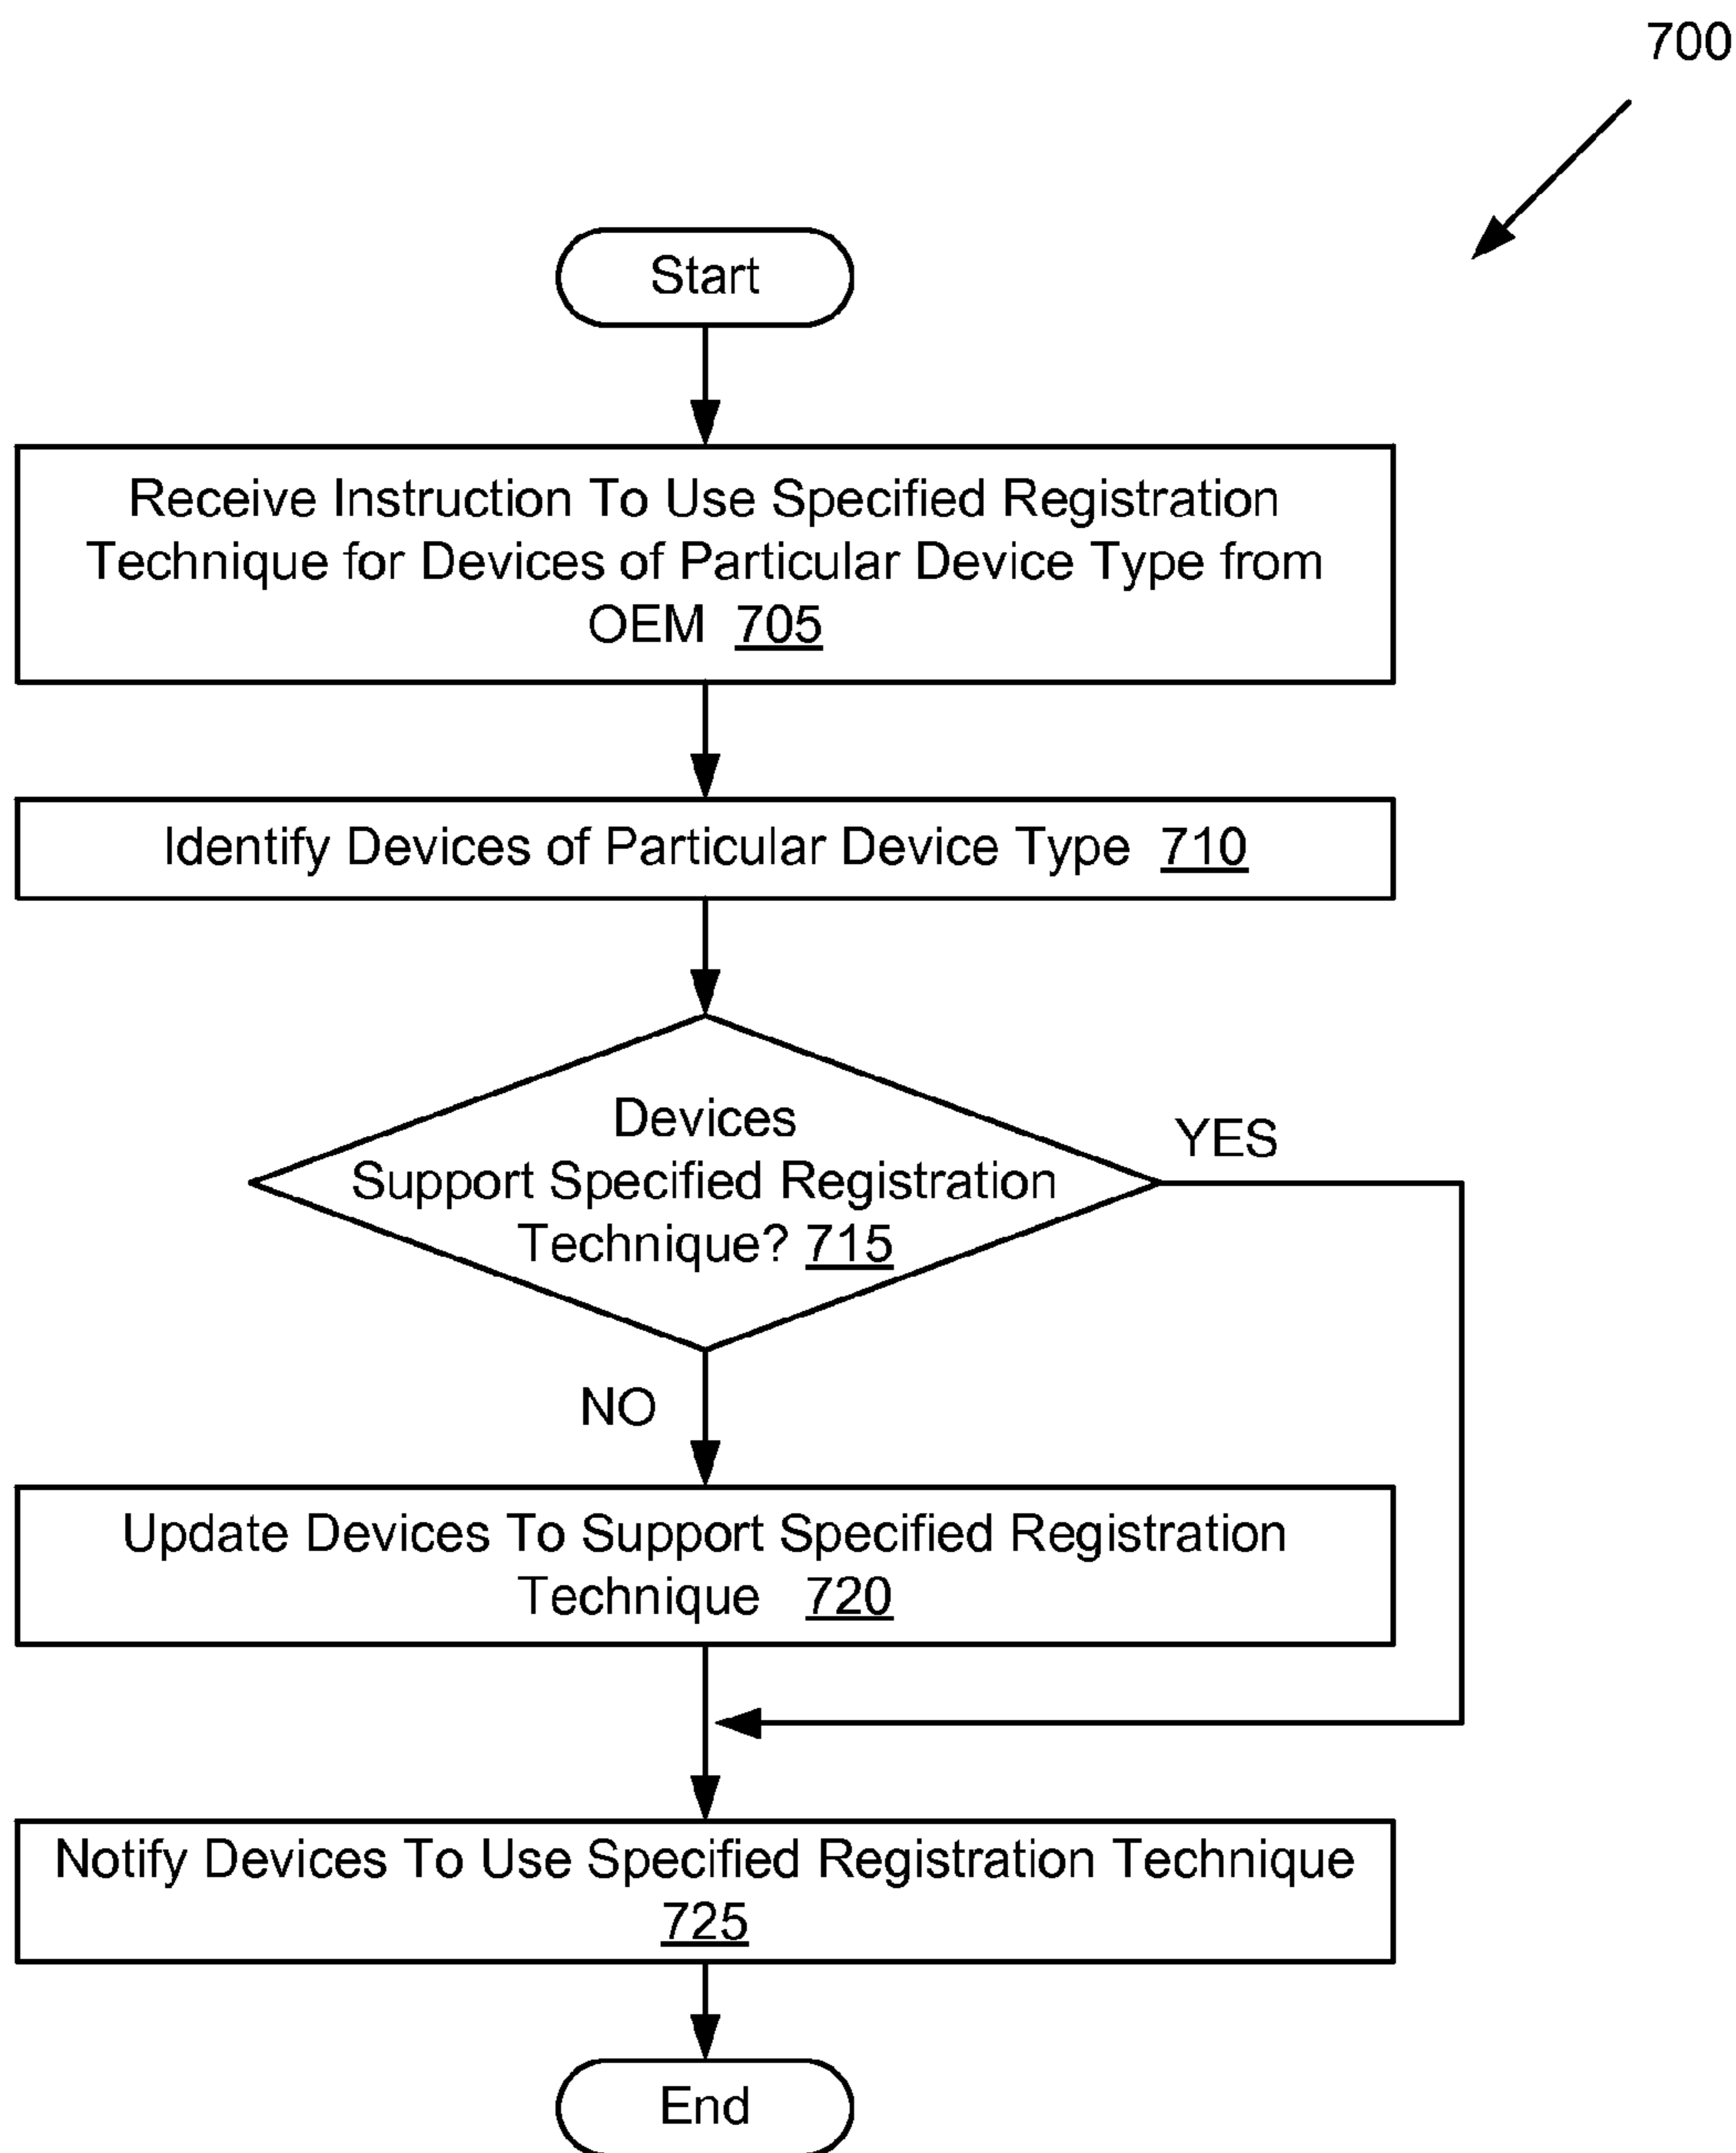 700
Start
Receive Instruction To Use Specified Registration
Technique for Devices of Particular Device Type from
OEM 705
Identify Devices of Particular Device Type 710
Devices
Support Specified Registration
Technique? 715
YES
NO
Update Devices To Support Specified Registration
Technique 720
Notify Devices To Use Specified Registration Technique
725
End